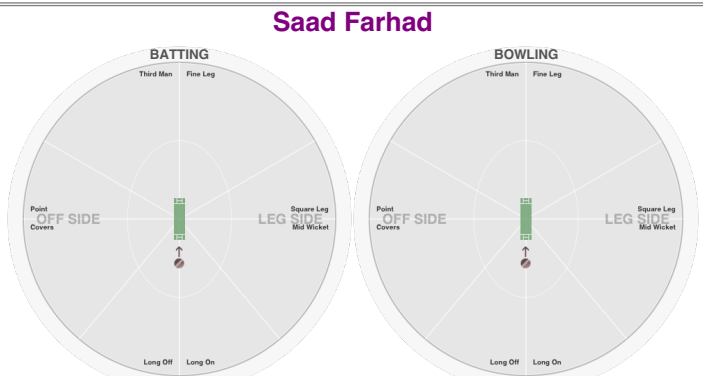 Saad Farhad
BATTING
Third Man Fine Leg
Point
OFF SIDE
Covers
Square Leg
LEG SIDE
Mid Wicket
Long Off Long On
BOWLING
Third Man Fine Leg
Point
OFF SIDE
Covers
Square Leg
LEG SIDE
Mid Wicket
Long Off Long On